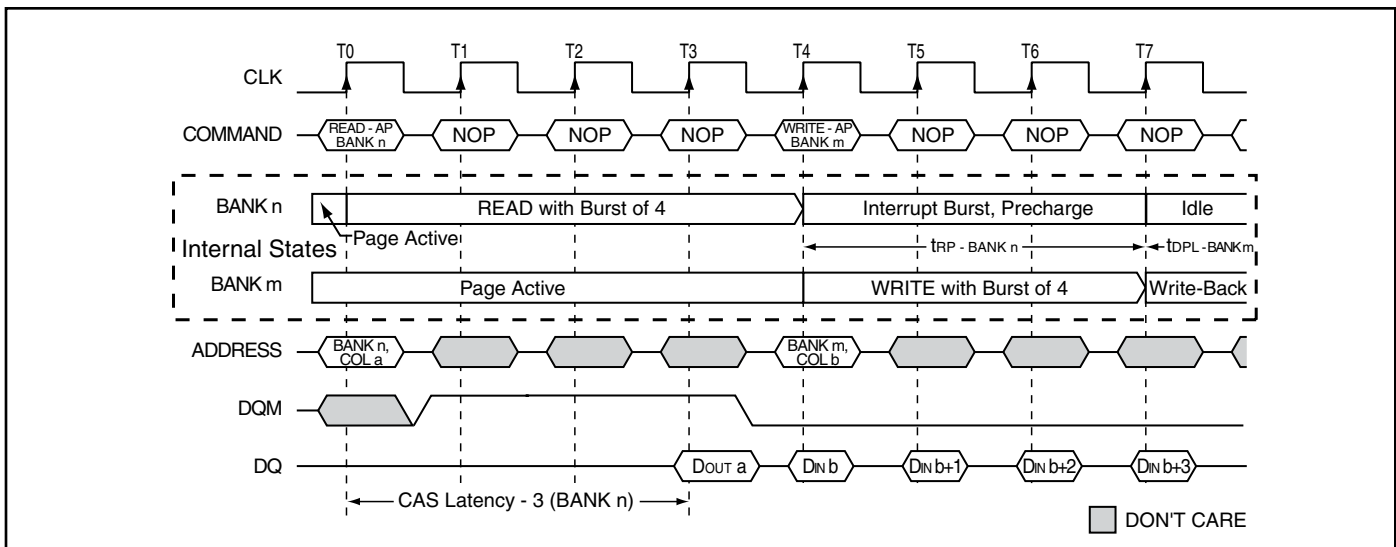 T0 T1 T2 T3 T4 T5 T6 T7
CLK
COMMAND READ - AP BANK n NOP NOP NOP WRITE - AP BANK m NOP NOP NOP
BANK n READ with Burst of 4 Interrupt Burst, Precharge Idle
Page Active
Internal States tRP - BANK n tDPL - BANK m
BANK m Page Active WRITE with Burst of 4 Write-Back
ADDRESS BANK n, COL a BANK m, COL b
DQM
DQ DOUT a DIN b DIN b+1 DIN b+2 DIN b+3
CAS Latency - 3 (BANK n)
DON'T CARE